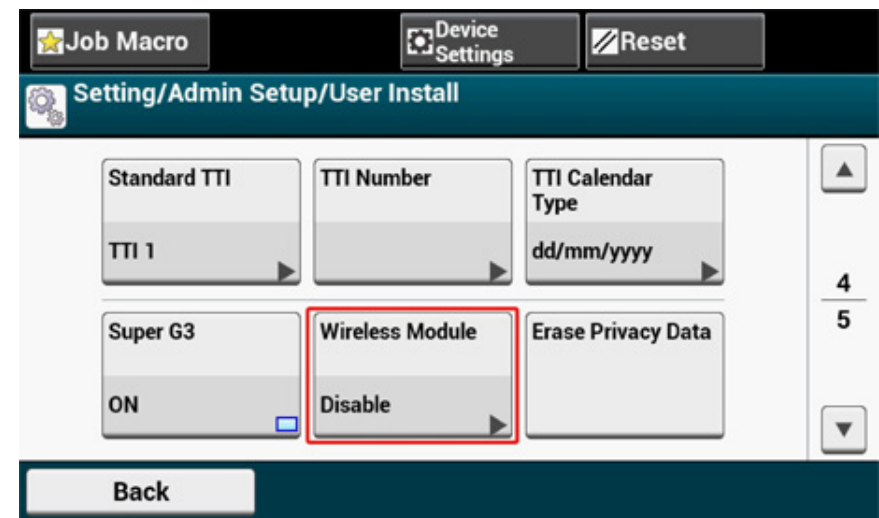 Job Macro
Device
Settings
Reset
Setting/Admin Setup/User Install
Standard TTI
TTI 1
TTI Number
TTI Calendar
Type
dd/mm/yyyy
4
5
Super G3
ON
Wireless Module
Disable
Erase Privacy Data
Back